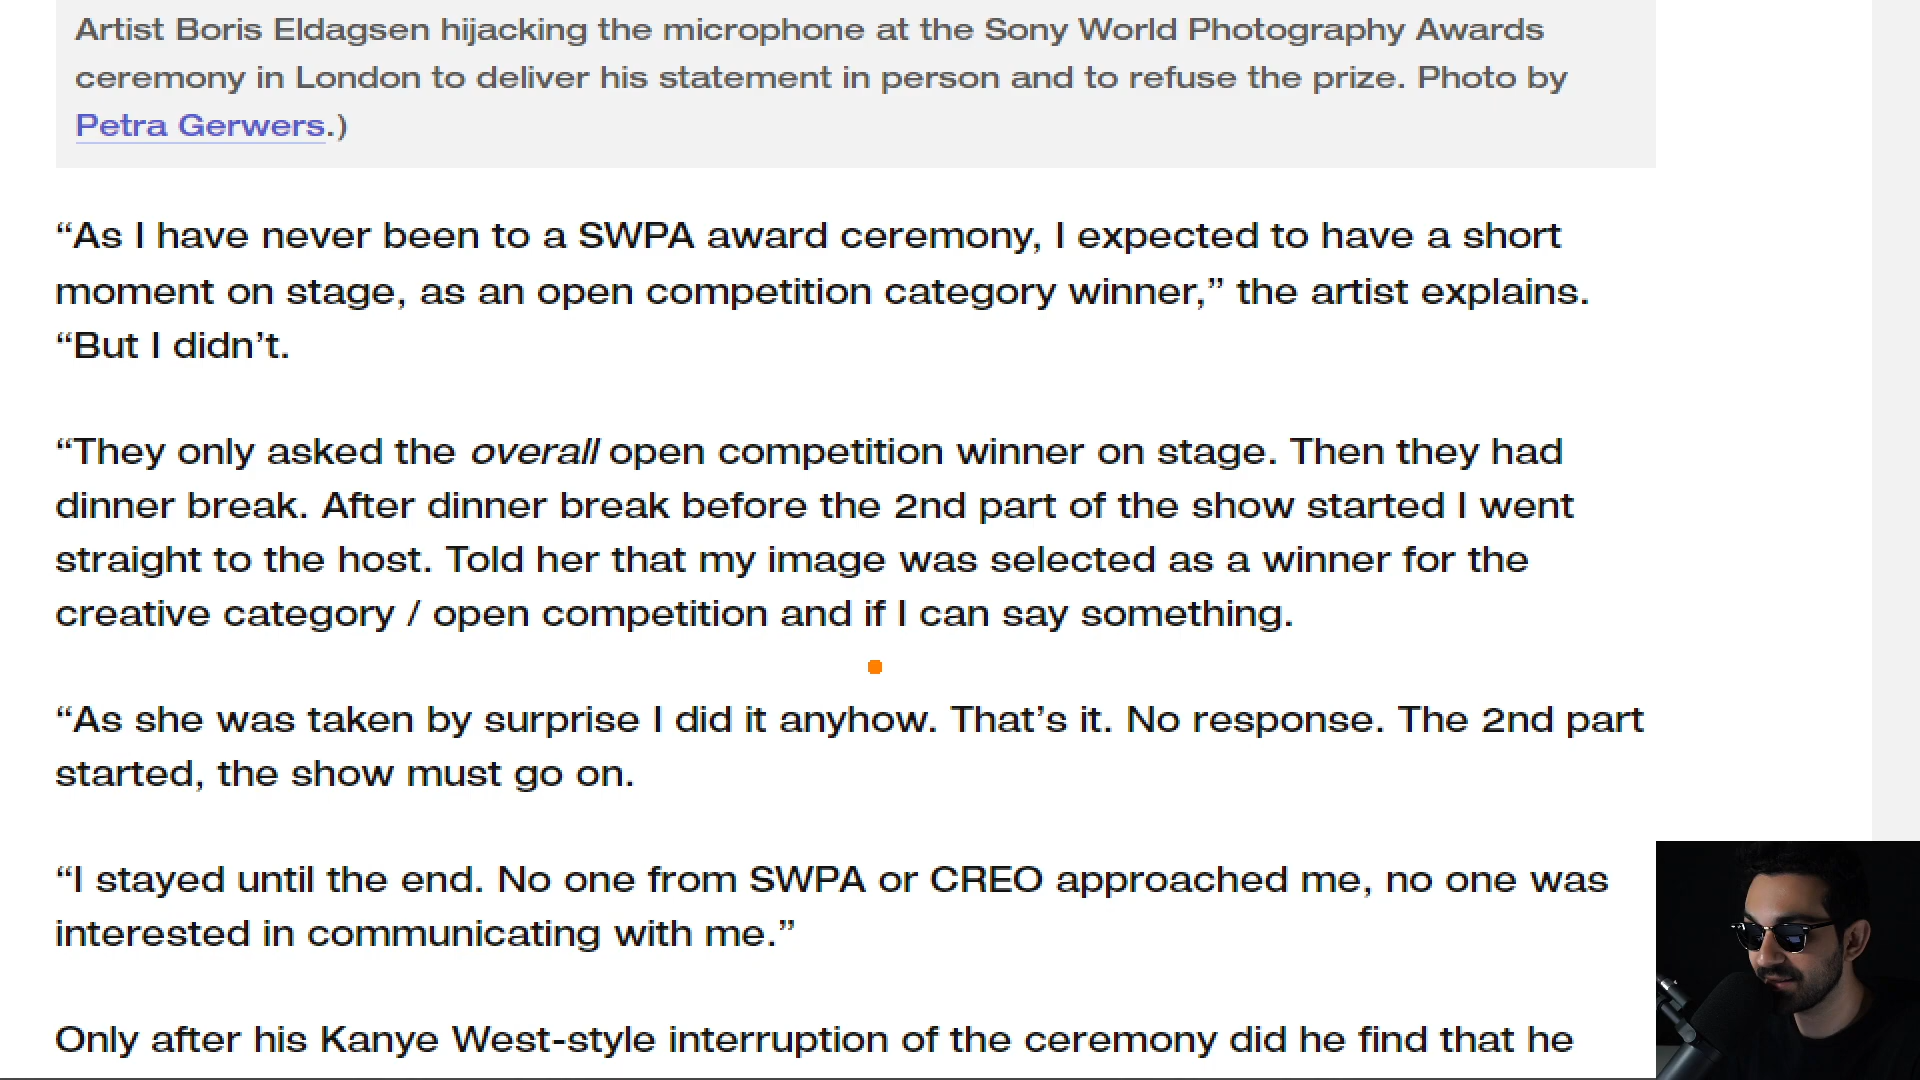 Artist Boris Eldagsen hijacking the microphone at the Sony World Photography Awards
ceremony in London to deliver his statement in person and to refuse the prize. Photo by
Petra Gerwers.)
“As I have never been to a SWPA award ceremony, I expected to have a short
moment on stage, as an open competition category winner,” the artist explains.
“But I didn’t.
“They only asked the overall open competition winner on stage. Then they had
dinner break. After dinner break before the 2nd part of the show started I went
straight to the host. Told her that my image was selected as a winner for the
creative category / open competition and if I can say something.
“As she was taken by surprise I did it anyhow. That’s it. No response. The 2nd part
started, the show must go on.
“I stayed until the end. No one from SWPA or CREO approached me, no one was
interested in communicating with me.”
Only after his Kanye West-style interruption of the ceremony did he find that he